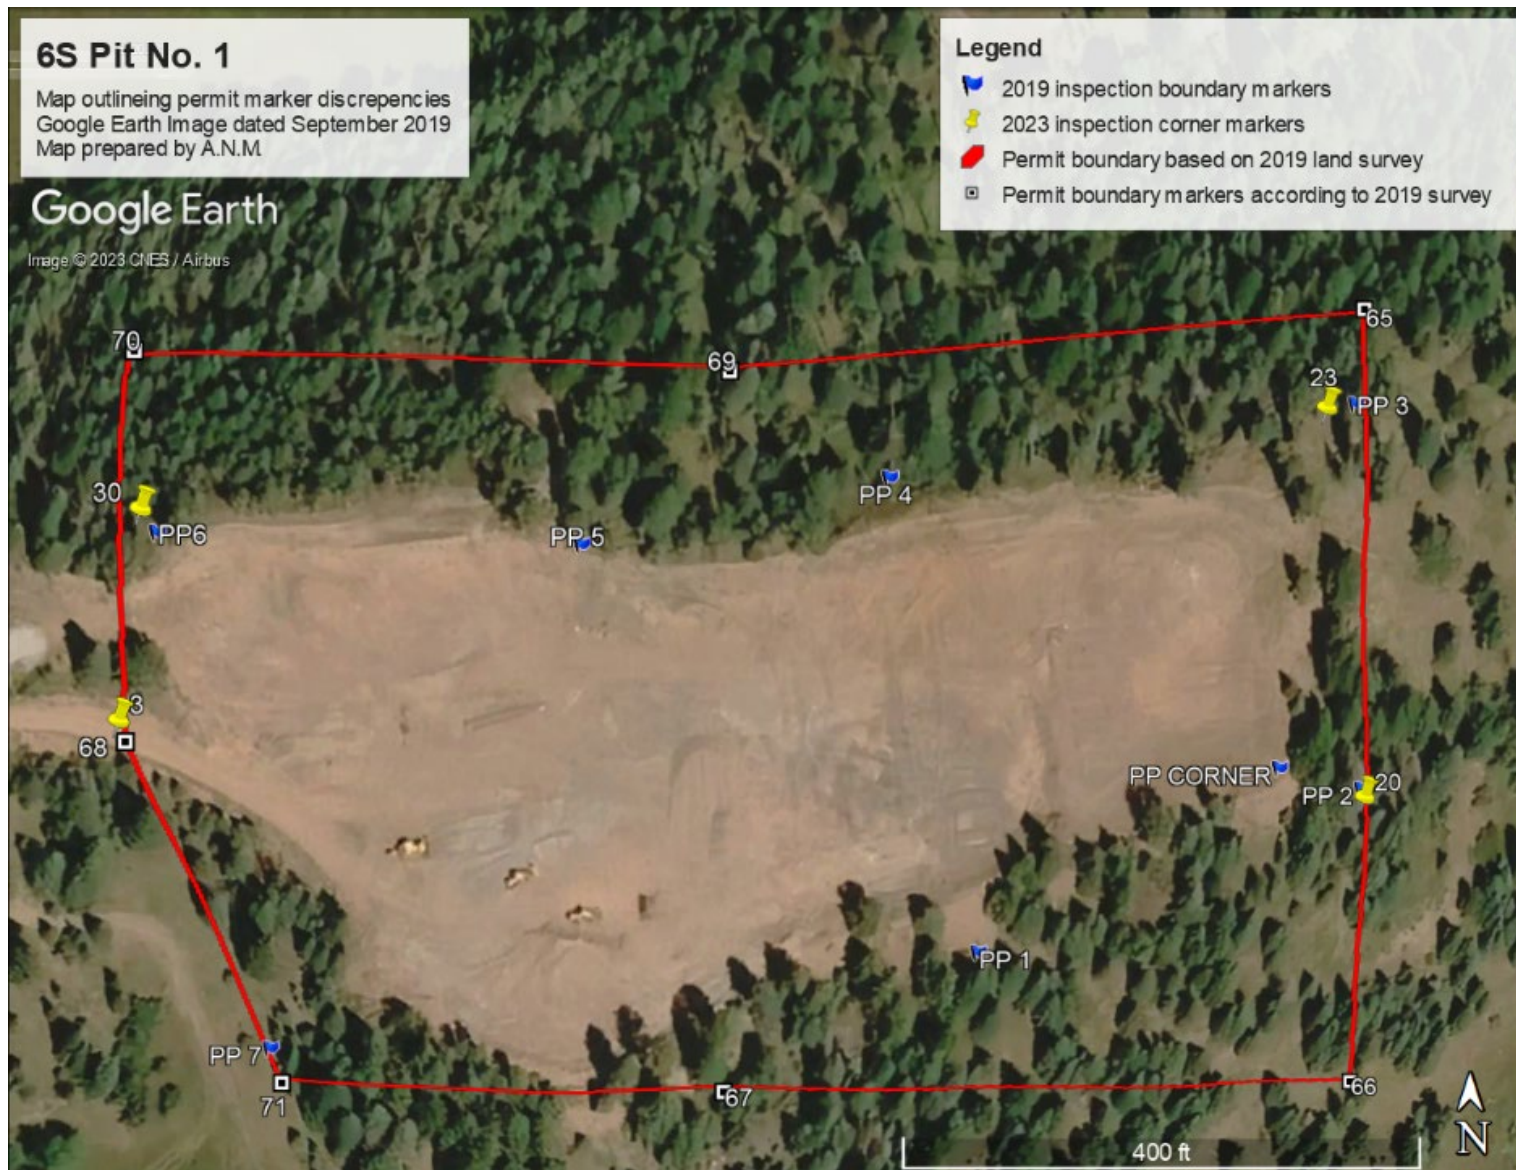 6S Pit No. 1
Map outlineing permit marker discrepencies
Google Earth Image dated September 2019
Map prepared by A.N.M.
Google Earth
Image © 2023 CNES / Airbus
Legend
2019 inspection boundary markers
2023 inspection corner markers
Permit boundary based on 2019 land survey
Permit boundary markers according to 2019 survey
65
70
69
23
PP 3
30
PP 4
PP6
PP 5
3
68
PP CORNER
20
PP 2
PP 1
PP 7
71
67
66
400 ft
N